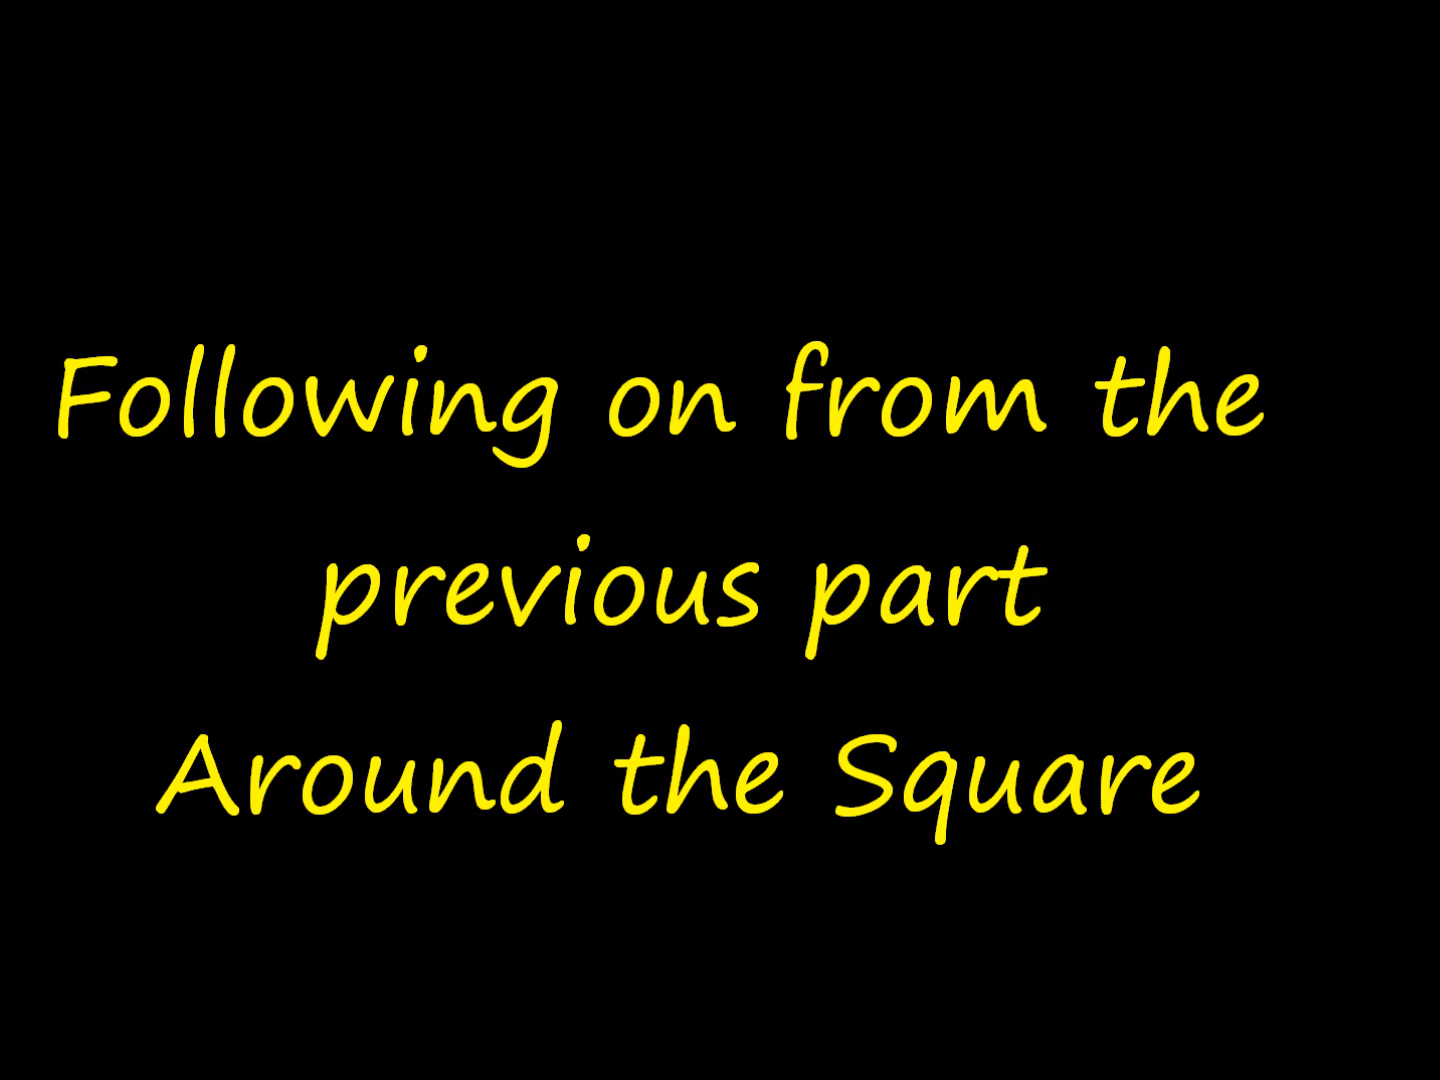 Following on from the
previous part
Around the Square